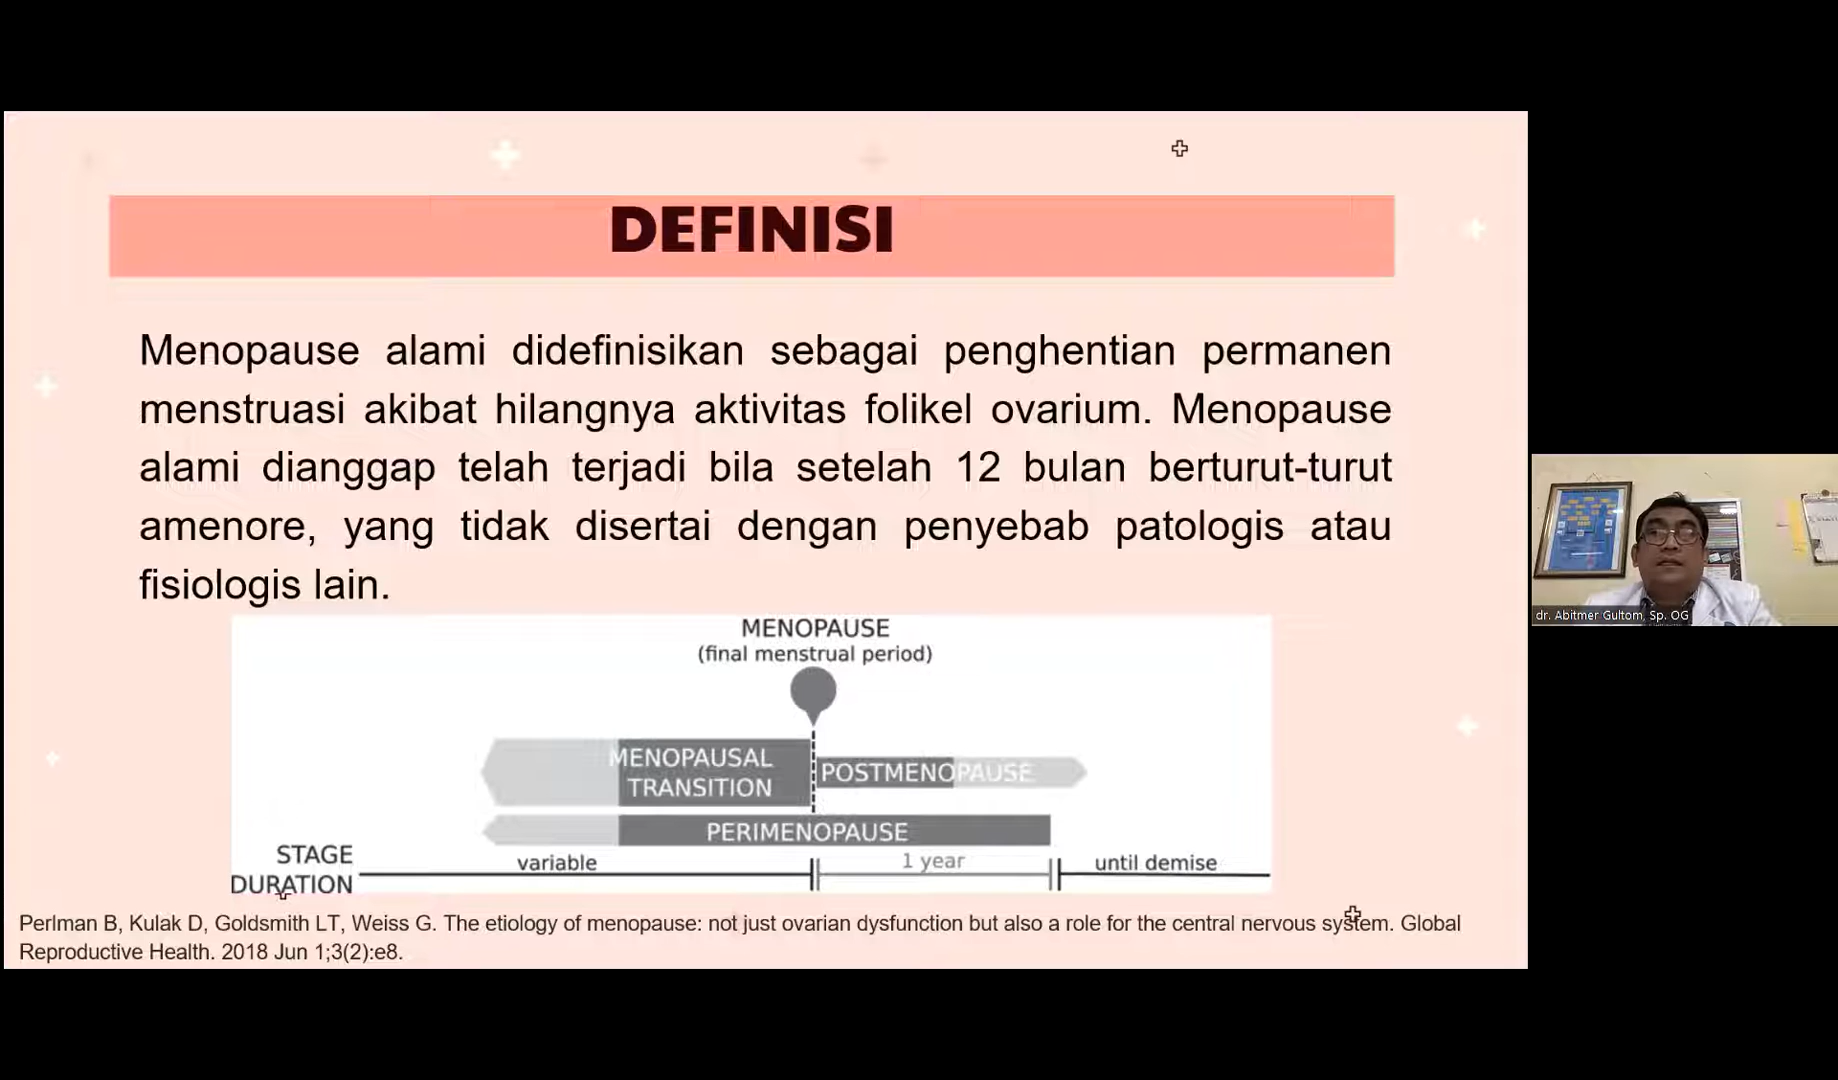 DEFINISI
Menopause alami didefinisikan sebagai penghentian permanen
menstruasi akibat hilangnya aktivitas folikel ovarium. Menopause
alami dianggap telah terjadi bila setelah 12 bulan berturut-turut
amenore, yang tidak disertai dengan penyebab patologis atau
fisiologis lain.
MENOPAUSE
(final menstrual period)
MENOPAUSAL
TRANSITION
POSTMENOPAUSE
PERIMENOPAUSE
STAGE
DURATION
variable
1 year
until demise
Perlman B, Kulak D, Goldsmith LT, Weiss G. The etiology of menopause: not just ovarian dysfunction but also a role for the central nervous system. Global
Reproductive Health. 2018 Jun 1;3(2):e8.
dr. Abitmer Gultom, Sp. OG